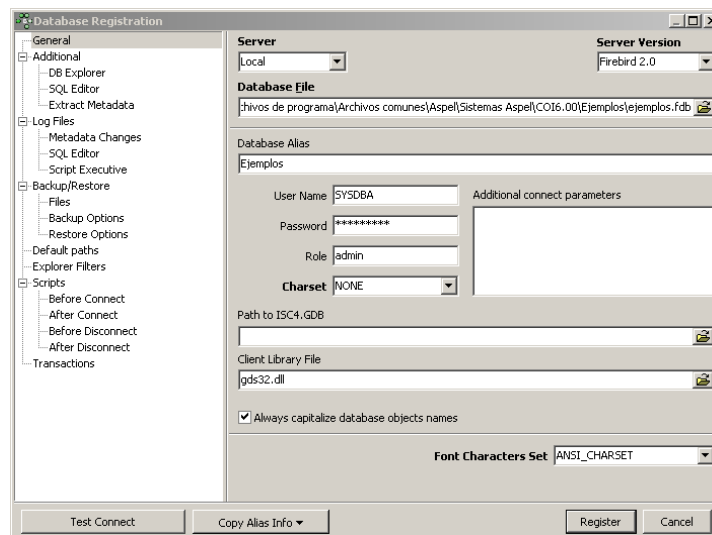 Database Registration
General
Additional
DB Explorer
SQL Editor
Extract Metadata
Log Files
Metadata Changes
SQL Editor
Script Executive
Backup/Restore
Files
Backup Options
Restore Options
Default paths
Explorer Filters
Scripts
Before Connect
After Connect
Before Disconnect
After Disconnect
Transactions
Server
Server Version
Local
Firebird 2.0
Database File
:hivos de programa\Archivos comunes\Aspel\Sistemas Aspel\COI6.00\Ejemplos\ejemplos.fdb
Database Alias
Ejemplos
User Name SYSDBA
Additional connect parameters
Password *********
Role admin
Charset NONE
Path to ISC4.GDB
Client Library File
gds32.dll
Always capitalize database objects names
Font Characters Set ANSI_CHARSET
Test Connect
Copy Alias Info
Register
Cancel